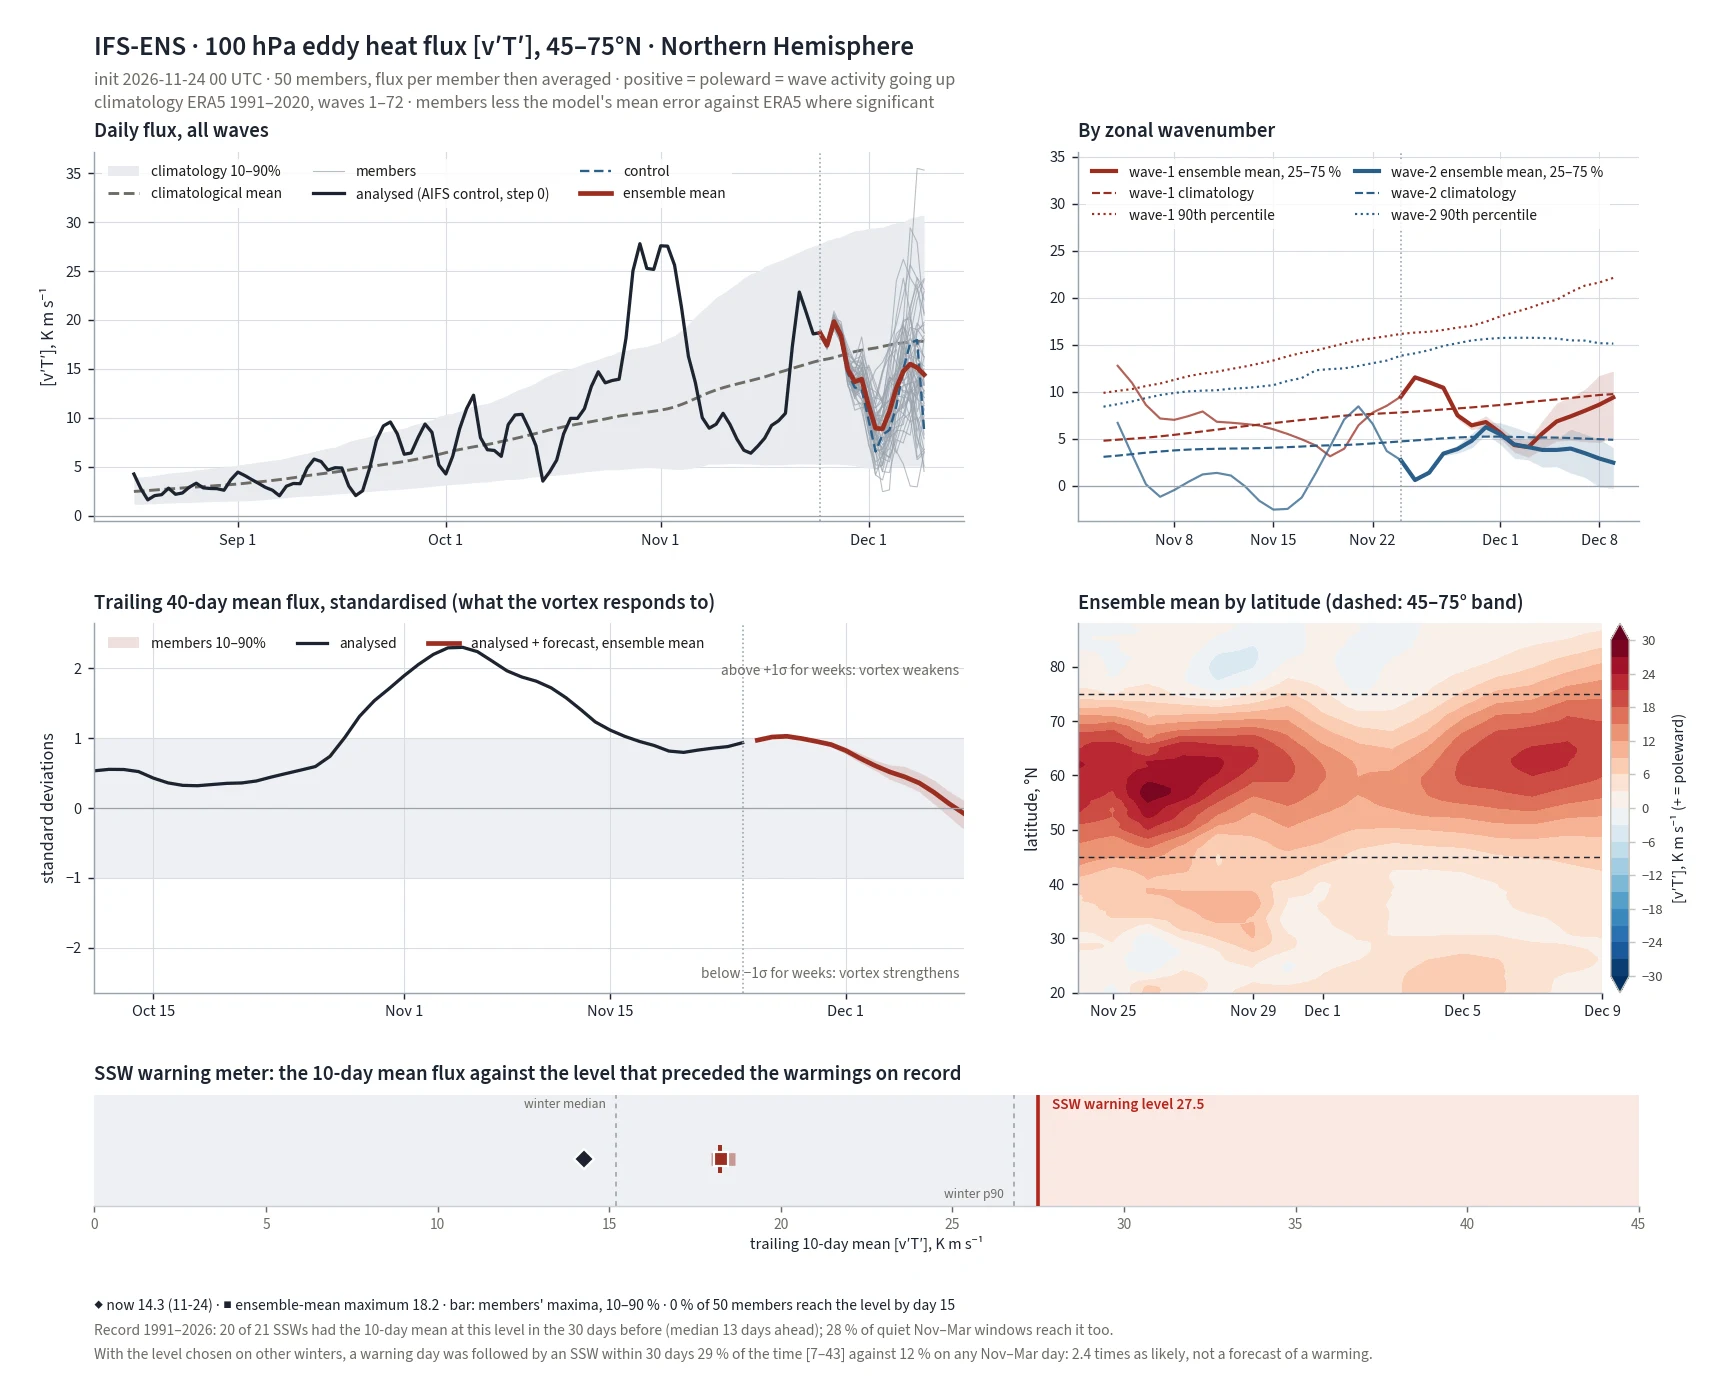 IFS-ENS · 100 hPa eddy heat flux [v′T′], 45–75°N · Northern Hemisphere
init 2026-11-24 00 UTC · 50 members, flux per member then averaged · positive = poleward = wave activity going up
climatology ERA5 1991–2020, waves 1–72 · members less the model's mean error against ERA5 where significant
Daily flux, all waves
climatology 10–90%
members
control
climatological mean
analysed (AIFS control, step 0)
ensemble mean
[v′T′], K m s⁻¹
35
30
25
20
15
10
5
0
Sep 1
Oct 1
Nov 1
Dec 1
By zonal wavenumber
wave-1 ensemble mean, 25–75 %
wave-2 ensemble mean, 25–75 %
wave-1 climatology
wave-2 climatology
wave-1 90th percentile
wave-2 90th percentile
35
30
25
20
15
10
5
0
Nov 8
Nov 15
Nov 22
Dec 1
Dec 8
Trailing 40-day mean flux, standardised (what the vortex responds to)
members 10–90%
analysed
analysed + forecast, ensemble mean
above +1σ for weeks: vortex weakens
below −1σ for weeks: vortex strengthens
standard deviations
2
1
0
−1
−2
Oct 15
Nov 1
Nov 15
Dec 1
Ensemble mean by latitude (dashed: 45–75° band)
latitude, °N
80
70
60
50
40
30
20
Nov 25
Nov 29
Dec 1
Dec 5
Dec 9
30
24
18
12
6
0
−6
−12
−18
−24
−30
[v′T′], K m s⁻¹ (+ = poleward)
SSW warning meter: the 10-day mean flux against the level that preceded the warmings on record
winter median
SSW warning level 27.5
winter p90
0
5
10
15
20
25
30
35
40
45
trailing 10-day mean [v′T′], K m s⁻¹
◆ now 14.3 (11-24) · ■ ensemble-mean maximum 18.2 · bar: members' maxima, 10–90 % · 0 % of 50 members reach the level by day 15
Record 1991–2026: 20 of 21 SSWs had the 10-day mean at this level in the 30 days before (median 13 days ahead); 28 % of quiet Nov–Mar windows reach it too.
With the level chosen on other winters, a warning day was followed by an SSW within 30 days 29 % of the time [7–43] against 12 % on any Nov–Mar day: 2.4 times as likely, not a forecast of a warming.